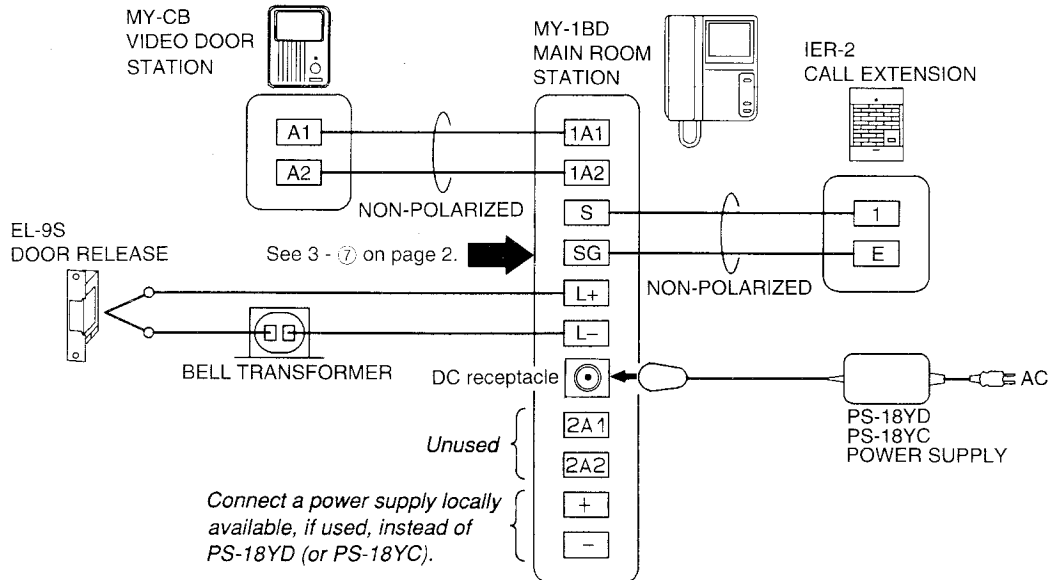 MY-CB
VIDEO DOOR
STATION
A1
A2
NON-POLARIZED
MY-1BD
MAIN ROOM
STATION
1A1
1A2
S
SG
L+
L−
DC receptacle
2A1
2A2
+
−
IER-2
CALL EXTENSION
1
E
NON-POLARIZED
EL-9S
DOOR RELEASE
See 3 - ⑦ on page 2.
BELL TRANSFORMER
AC
PS-18YD
PS-18YC
POWER SUPPLY
Unused
Connect a power supply locally
available, if used, instead of
PS-18YD (or PS-18YC).